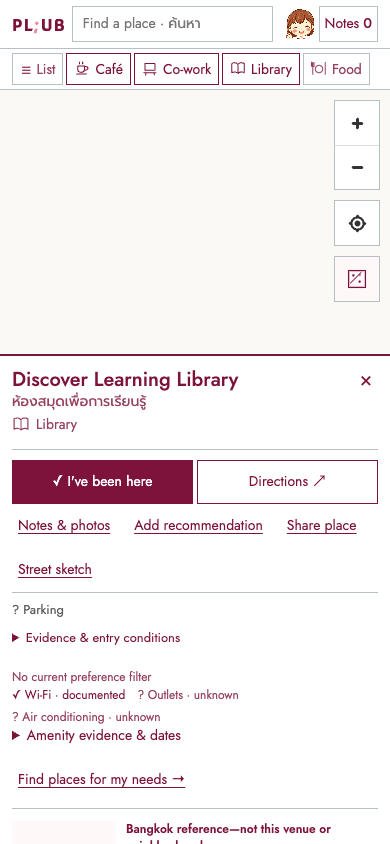 PL;UB
Find a place · ค้นหา
Notes 0
≡ List
Café
Co-work
Library
Food
+
−
Discover Learning Library
×
ห้องสมุดเพื่อการเรียนรู้
Library
✓ I've been here
Directions ↗
Notes & photos
Add recommendation
Share place
Street sketch
? Parking
▶ Evidence & entry conditions
No current preference filter
✓ Wi-Fi · documented ? Outlets · unknown
? Air conditioning · unknown
▶ Amenity evidence & dates
Find places for my needs →
Bangkok reference—not this venue or